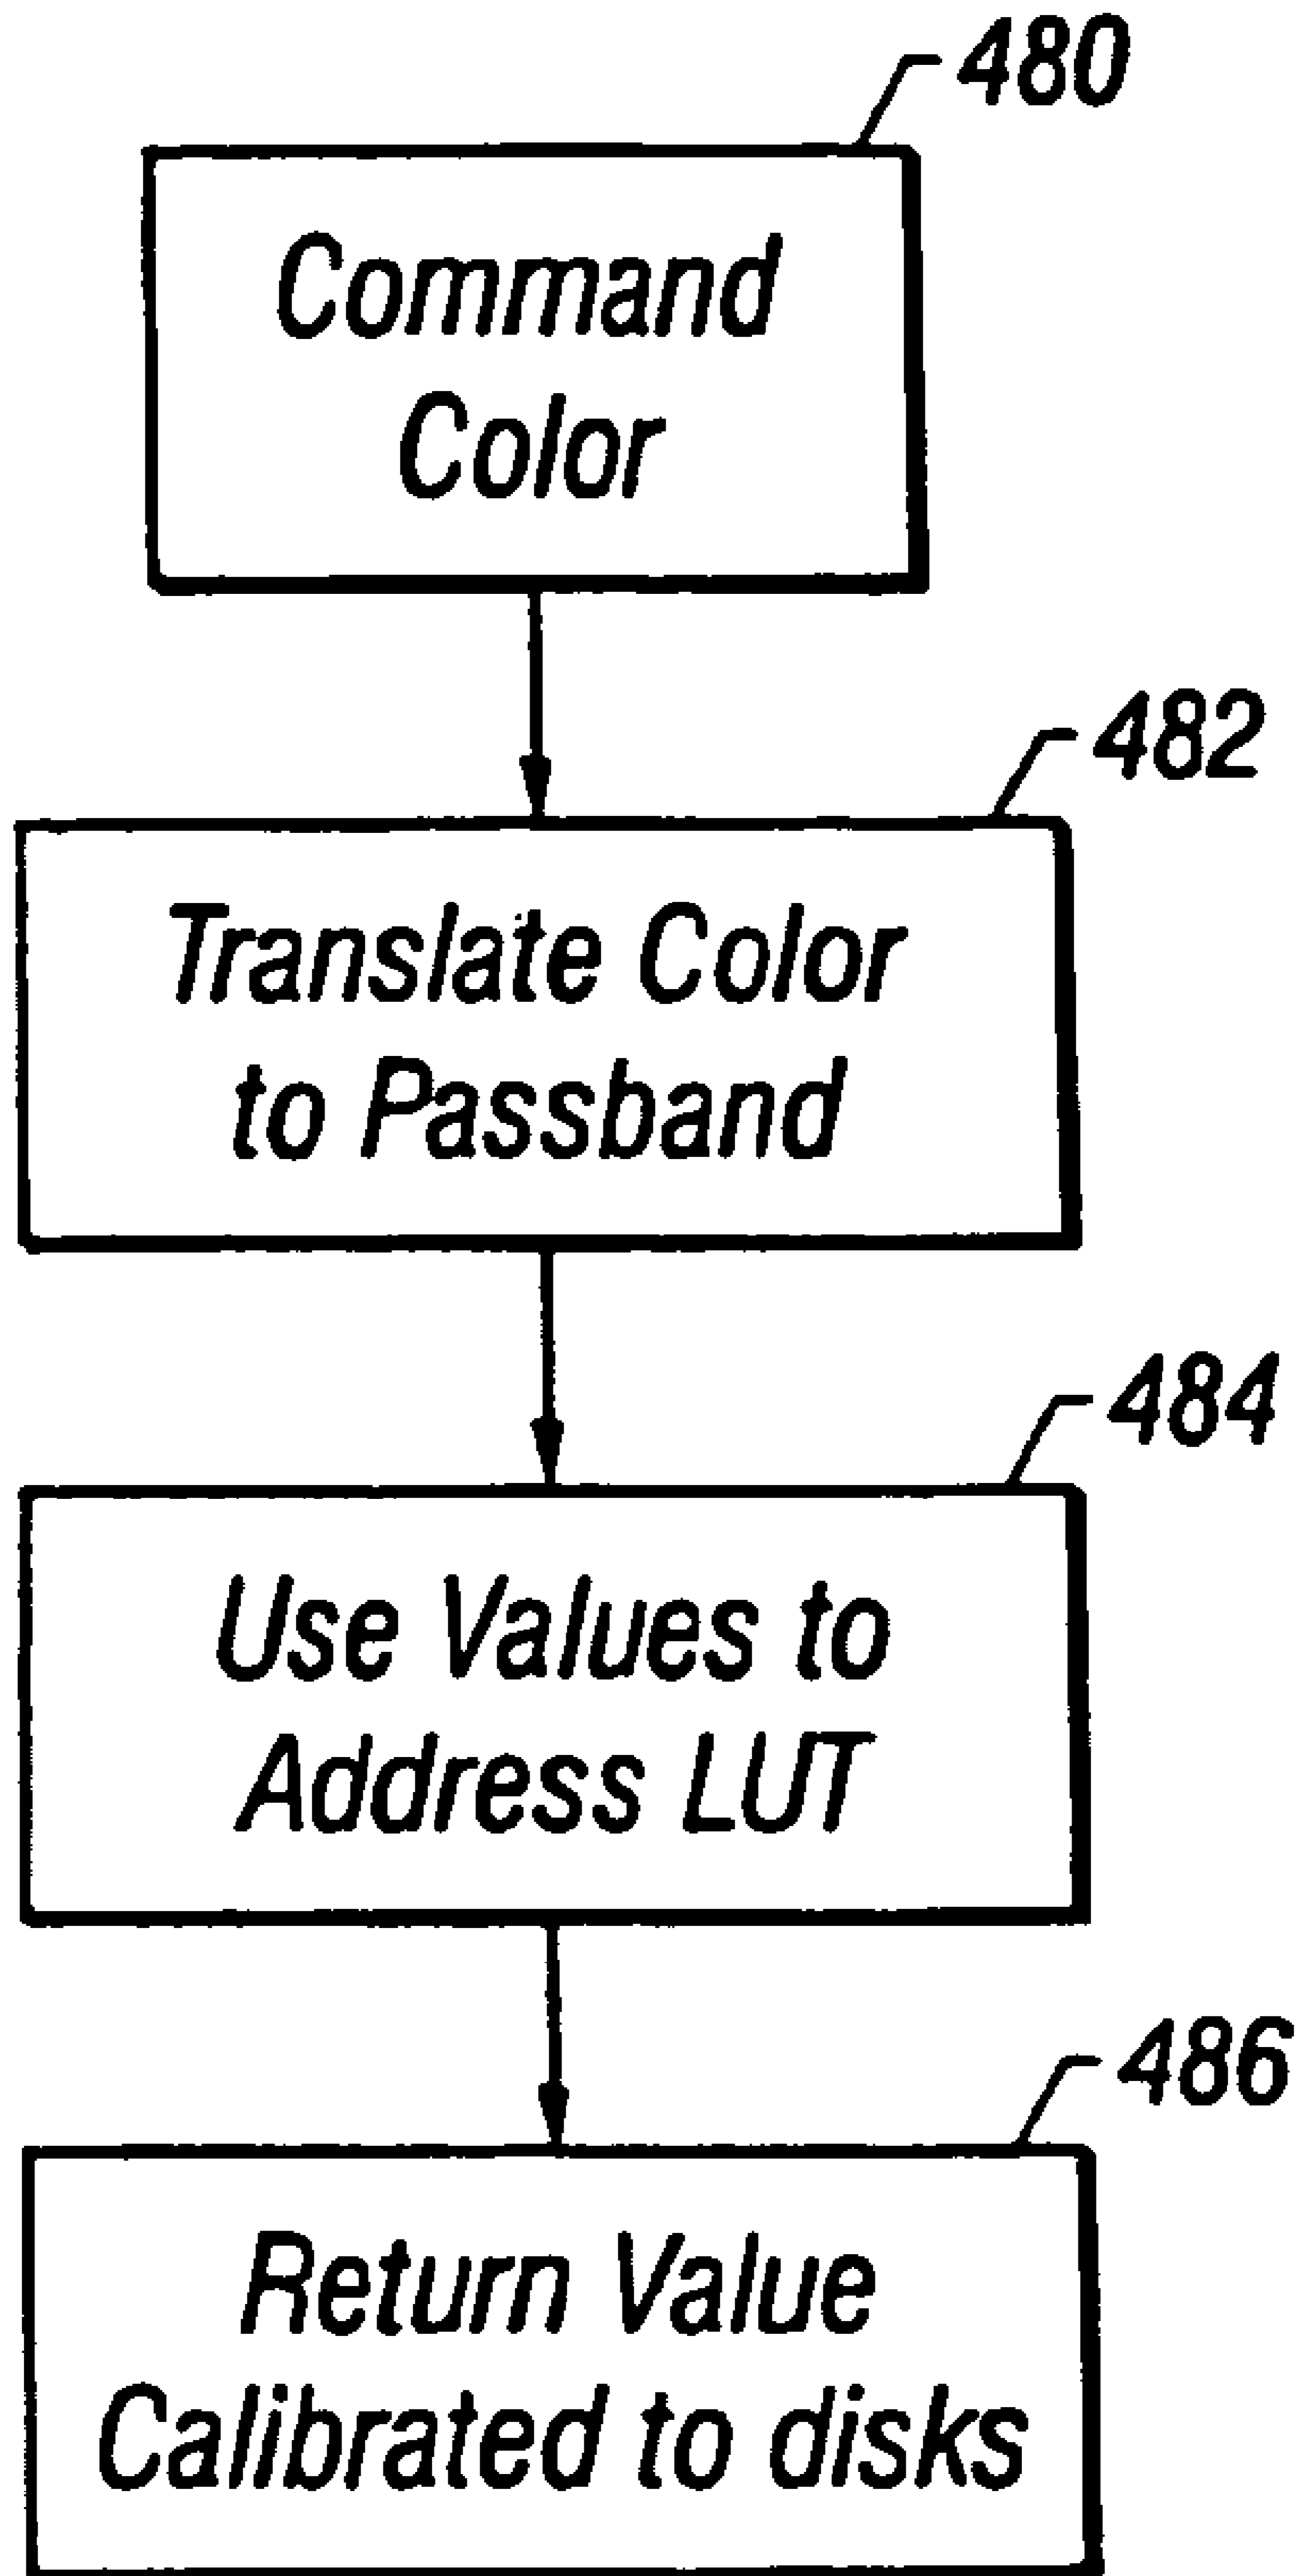 480
Command
Color
482
Translate Color
to Passband
484
Use Values to
Address LUT
486
Return Value
Calibrated to disks